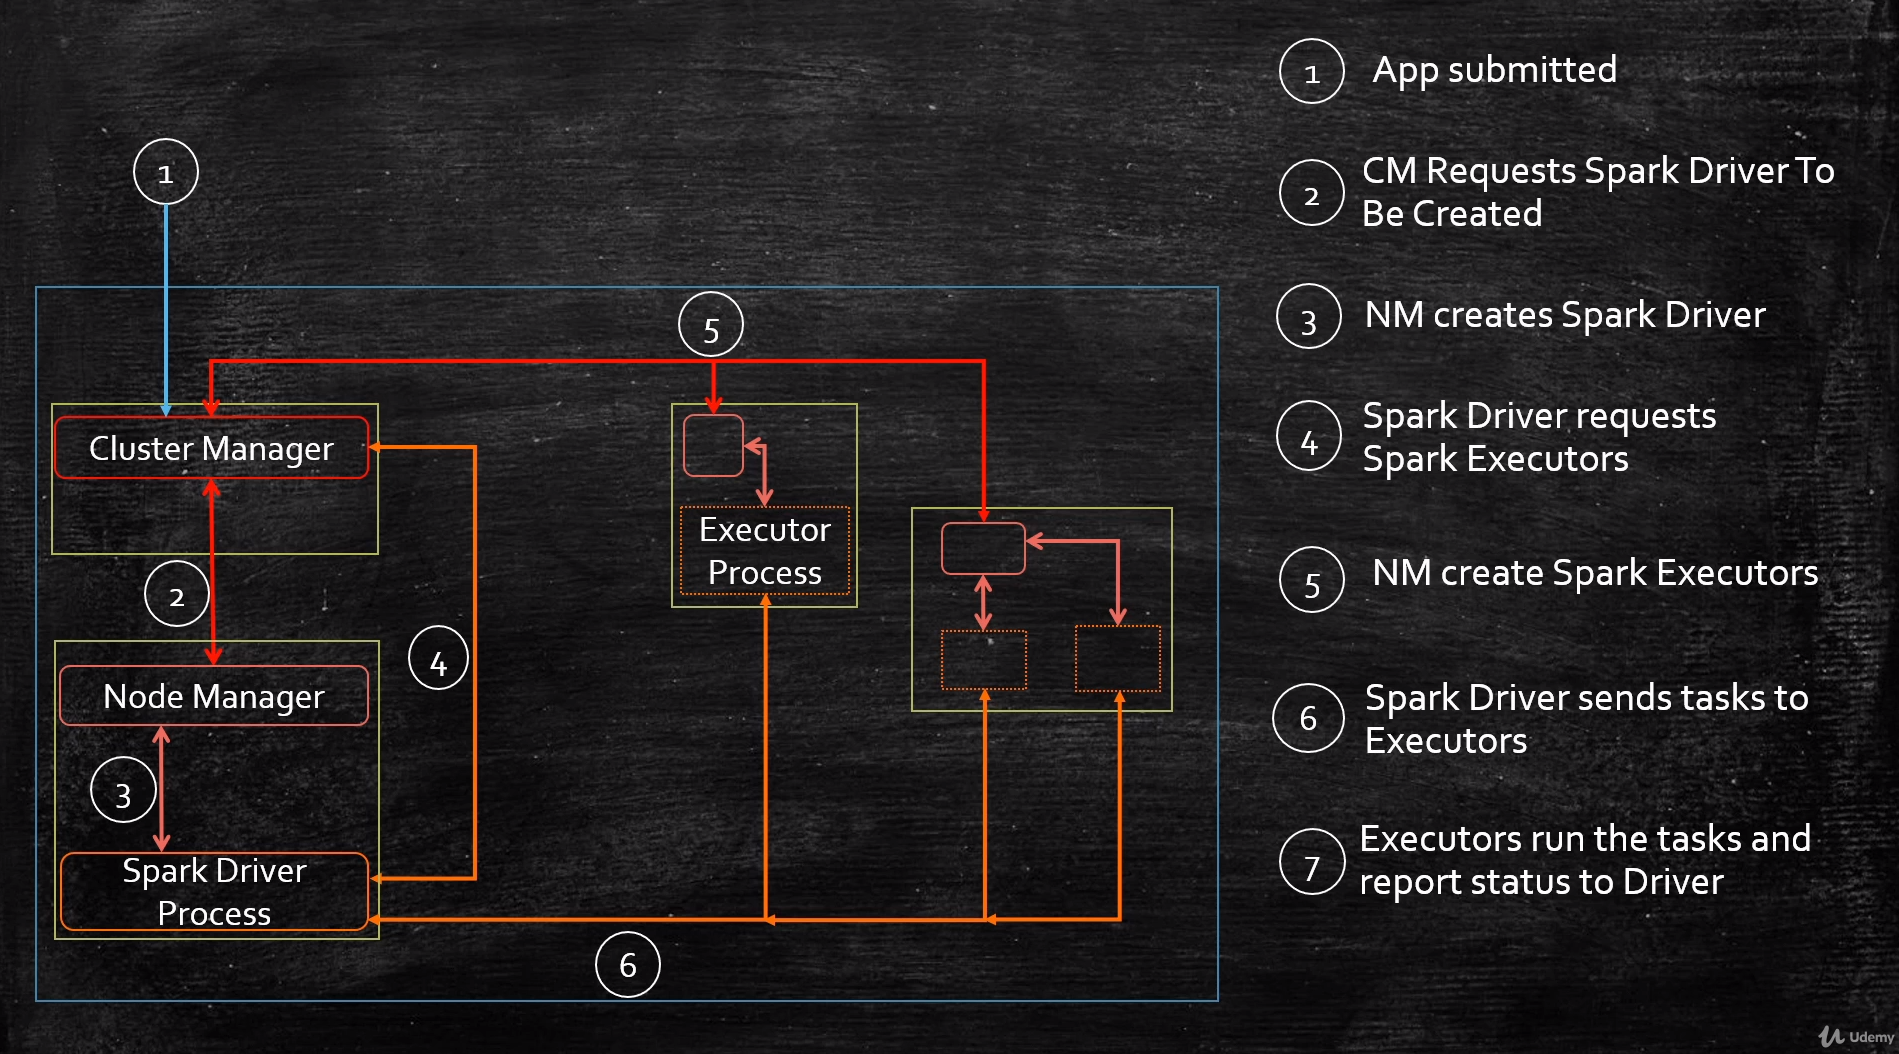 1
App submitted
2
CM Requests Spark Driver To
Be Created
3
NM creates Spark Driver
4
Spark Driver requests
Spark Executors
5
NM create Spark Executors
6
Spark Driver sends tasks to
Executors
7
Executors run the tasks and
report status to Driver
1
5
Cluster Manager
Executor
Process
2
4
Node Manager
3
Spark Driver
Process
6
Udemy